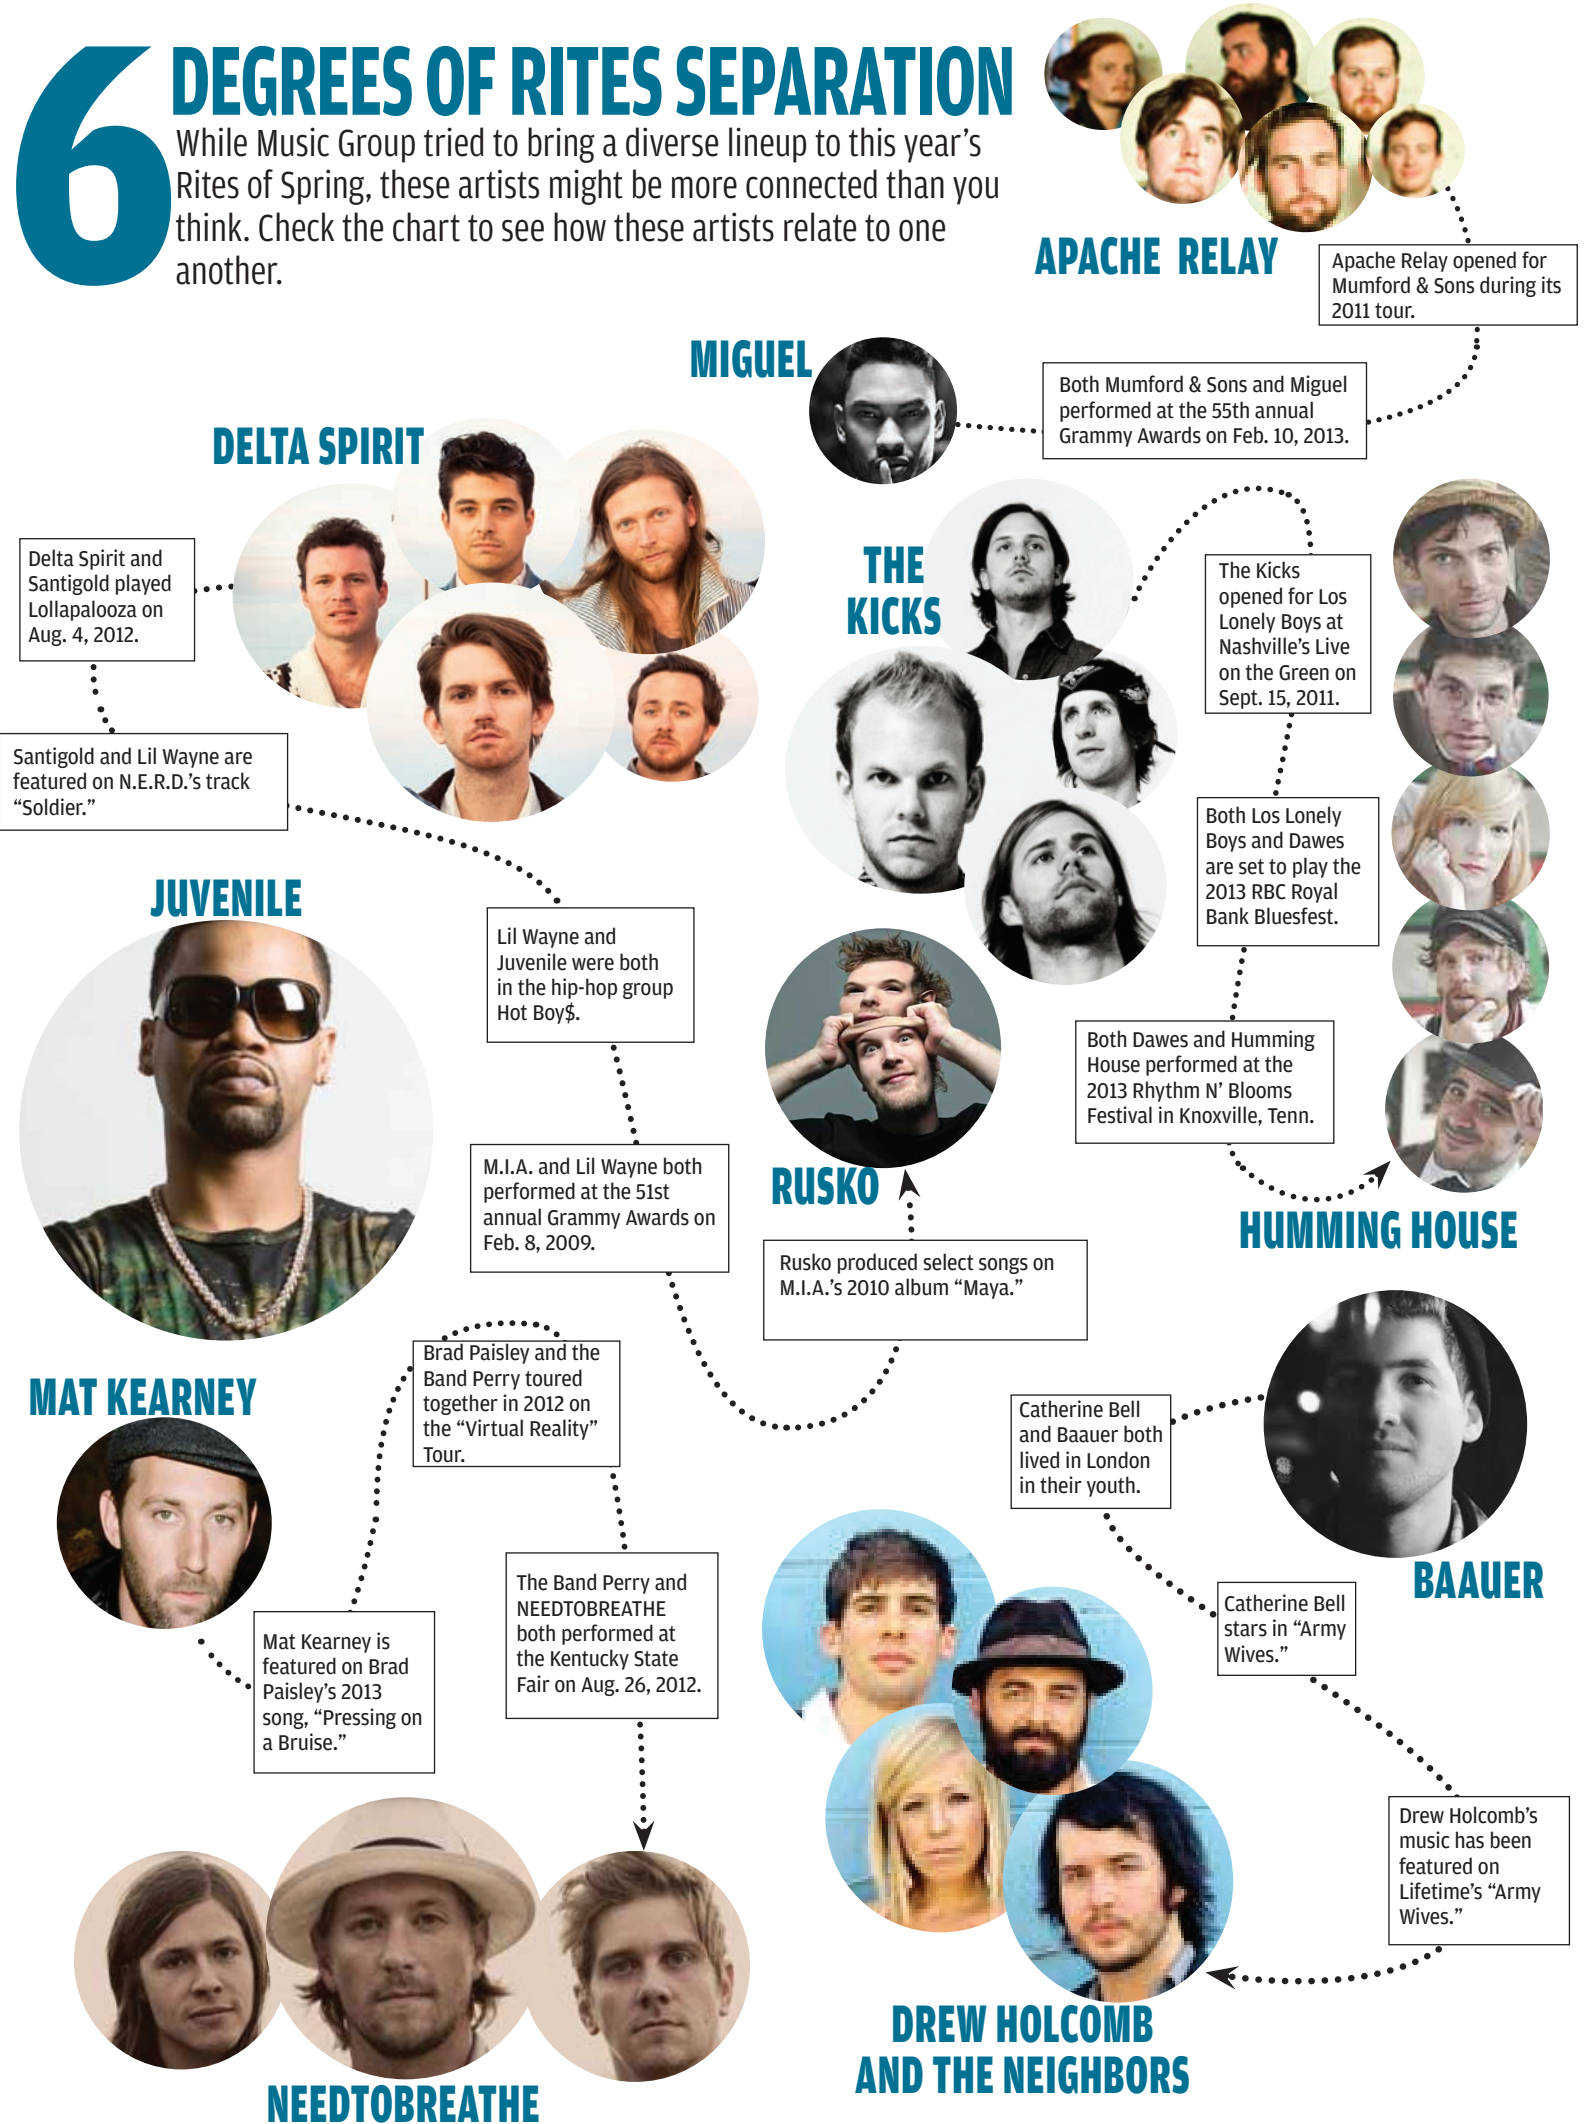 6 DEGREES OF RITES SEPARATION
While Music Group tried to bring a diverse lineup to this year's
Rites of Spring, these artists might be more connected than you
think. Check the chart to see how these artists relate to one
another.
APACHE RELAY
Apache Relay opened for
Mumford & Sons during its
2011 tour.
MIGUEL
Both Mumford & Sons and Miguel
performed at the 55th annual
Grammy Awards on Feb. 10, 2013.
DELTA SPIRIT
Delta Spirit and
Santigold played
Lollapalooza on
Aug. 4, 2012.
Santigold and Lil Wayne are
featured on N.E.R.D.'s track
“Soldier.”
JUVENILE
Lil Wayne and
Juvenile were both
in the hip-hop group
Hot Boy$.
M.I.A. and Lil Wayne both
performed at the 51st
annual Grammy Awards on
Feb. 8, 2009.
Rusko produced select songs on
M.I.A.'s 2010 album “Maya.”
RUSKO
THE
KICKS
The Kicks
opened for Los
Lonely Boys at
Nashville's Live
on the Green on
Sept. 15, 2011.
Both Los Lonely
Boys and Dawes
are set to play the
2013 RBC Royal
Bank Bluesfest.
Both Dawes and Humming
House performed at the
2013 Rhythm N' Blooms
Festival in Knoxville, Tenn.
HUMMING HOUSE
MAT KEARNEY
Mat Kearney is
featured on Brad
Paisley's 2013
song, “Pressing on
a Bruise.”
Brad Paisley and the
Band Perry toured
together in 2012 on
the “Virtual Reality”
Tour.
The Band Perry and
NEEDTOBREATHE
both performed at
the Kentucky State
Fair on Aug. 26, 2012.
NEEDTOBREATHE
BAAUER
Catherine Bell
and Baauer both
lived in London
in their youth.
Catherine Bell
stars in “Army
Wives.”
Drew Holcomb's
music has been
featured on
Lifetime's “Army
Wives.”
DREW HOLCOMB
AND THE NEIGHBORS